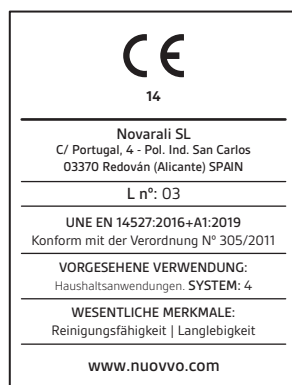 CE
14
Novarali SL
C/ Portugal, 4 - Pol. Ind. San Carlos
03370 Redován (Alicante) SPAIN
L nº: 03
UNE EN 14527:2016+A1:2019
Konform mit der Verordnung Nº 305/2011
VORGESEHENE VERWENDUNG:
Haushaltsanwendungen. SYSTEM: 4
WESENTLICHE MERKMALE:
Reinigungsfähigkeit | Langlebigkeit
www.nuovvo.com